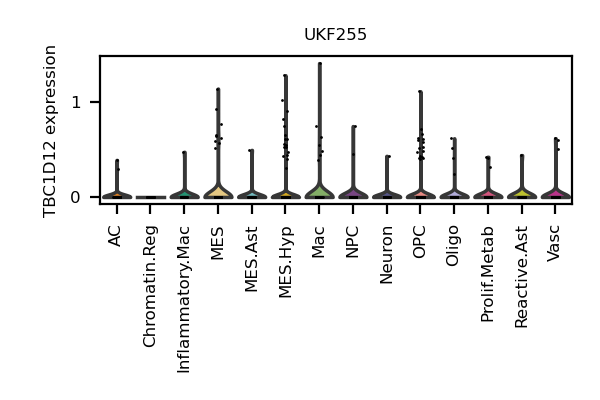 UKF255
TBC1D12 expression
1
0
AC
Chromatin.Reg
Inflammatory.Mac
MES
MES.Ast
MES.Hyp
Mac
NPC
Neuron
OPC
Oligo
Prolif.Metab
Reactive.Ast
Vasc